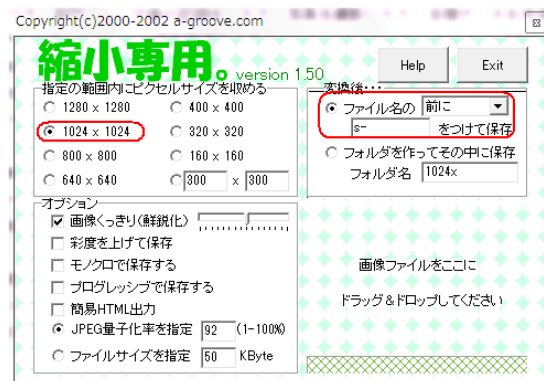 Copyright(c)2000-2002 a-groove.com
縮小専用。version 1.50
Help
Exit
指定の範囲内にピクセルサイズを収める
1280 x 1280
400 x 400
1024 x 1024
320 x 320
800 x 800
160 x 160
640 x 640
300 x 300
変換後・・・
ファイル名の 前に
s- をつけて保存
フォルダを作ってその中に保存
フォルダ名 1024x
オプション
画像くっきり(鮮鋭化)
彩度を上げて保存
モノクロで保存する
プログレッシブで保存する
簡易HTML出力
JPEG量子化率を指定 92 (1-100%)
ファイルサイズを指定 50 KByte
画像ファイルをここに
ドラッグ&ドロップしてください